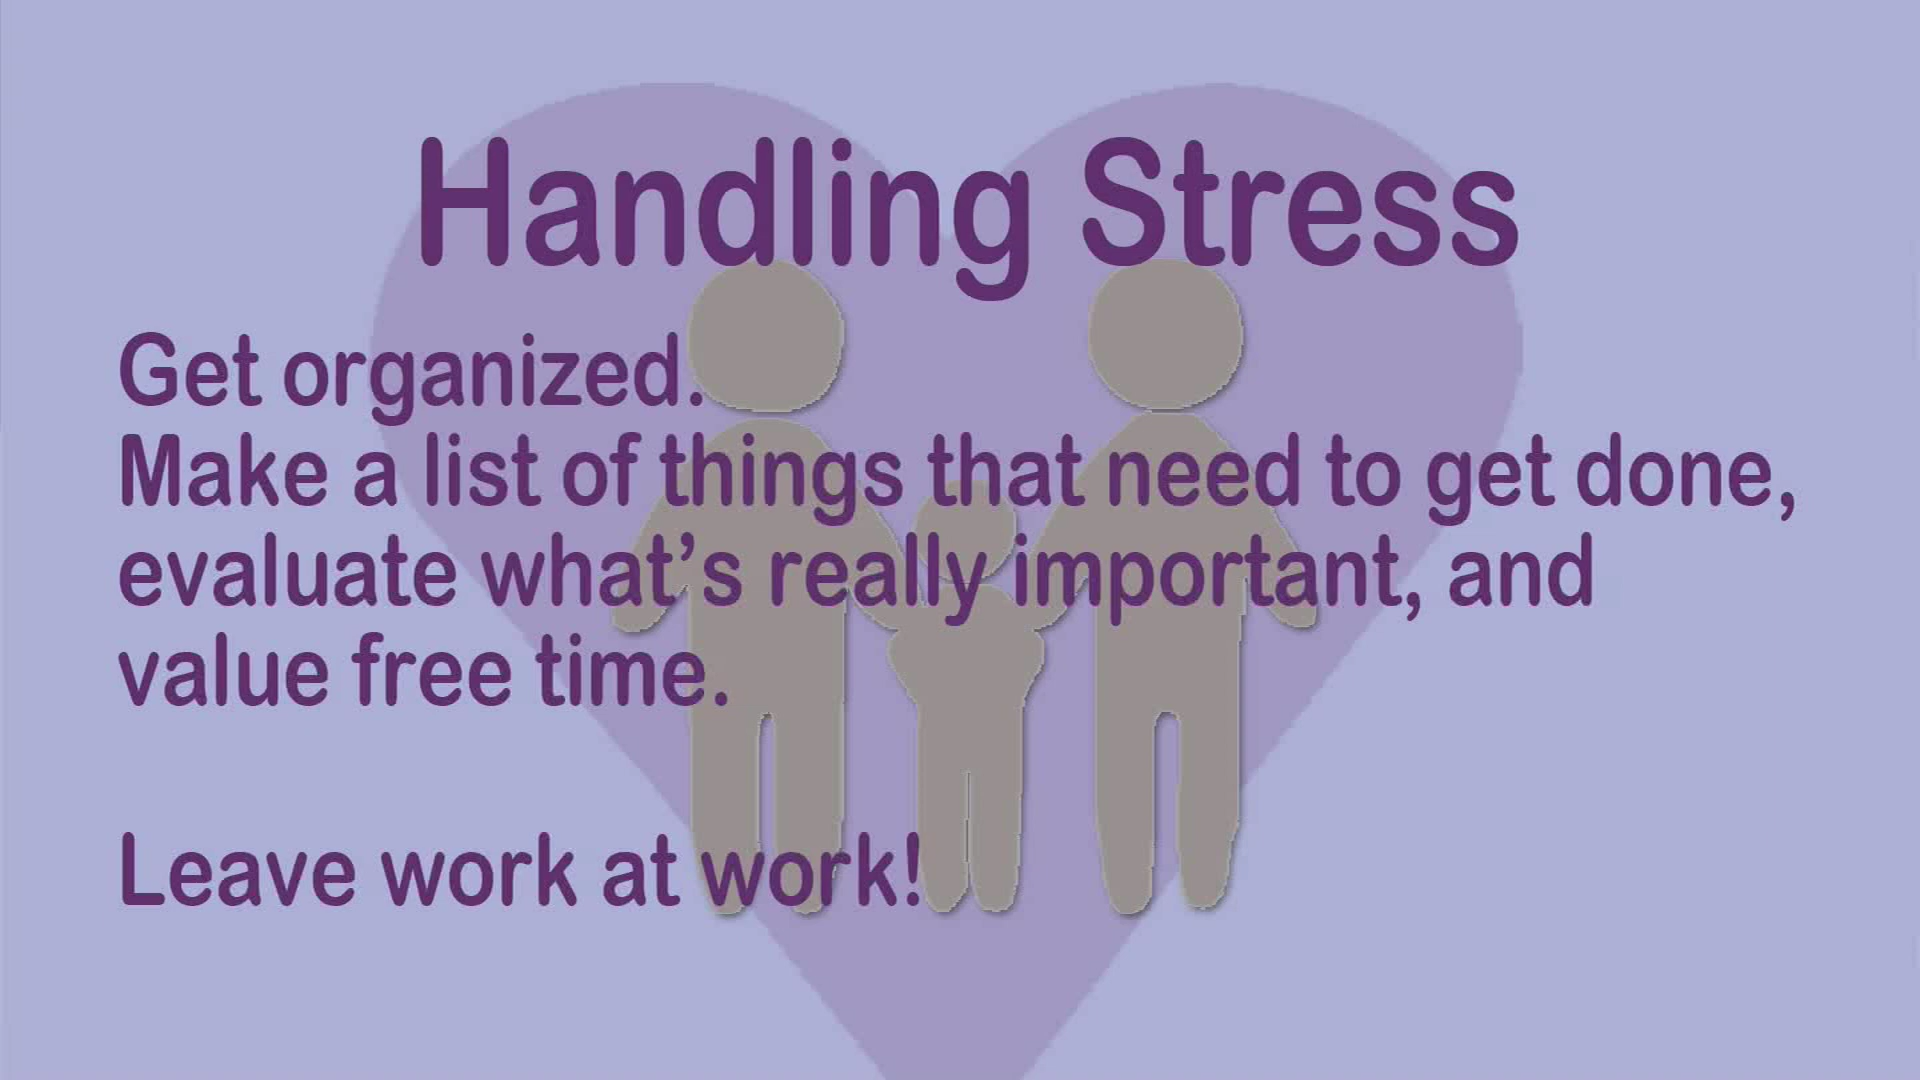 Handling Stress
Get organized.
Make a list of things that need to get done,
evaluate what’s really important, and
value free time.
Leave work at work!